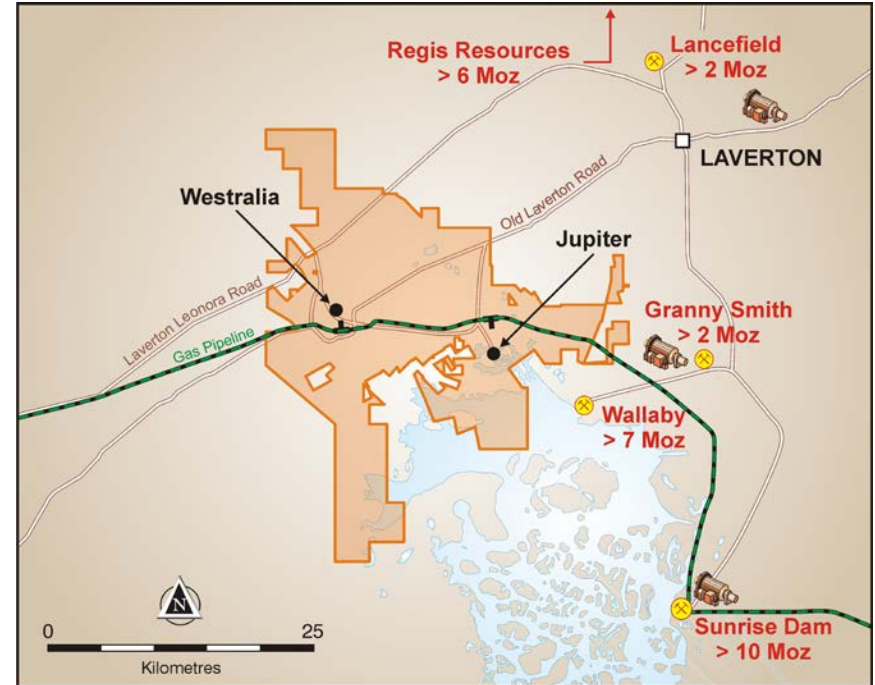 Regis Resources
> 6 Moz
Lancefield
> 2 Moz
LAVERTON
Westralia
Old Laverton Road
Jupiter
Laverton Leonora Road
Gas Pipeline
Granny Smith
> 2 Moz
Wallaby
> 7 Moz
N
0 25
Kilometres
Sunrise Dam
> 10 Moz